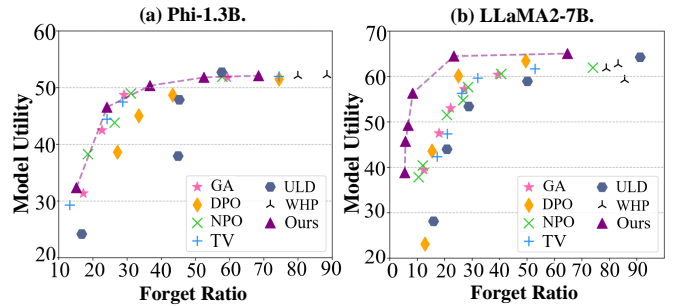 (a) Phi-1.3B.
Model Utility
60
50
40
30
20
10 20 30 40 50 60 70 80 90
Forget Ratio
GA
DPO
NPO
TV
ULD
WHP
Ours
(b) LLaMA2-7B.
Model Utility
70
60
50
40
30
20
0 10 20 30 40 50 60 70 80 90
Forget Ratio
GA
DPO
NPO
TV
ULD
WHP
Ours